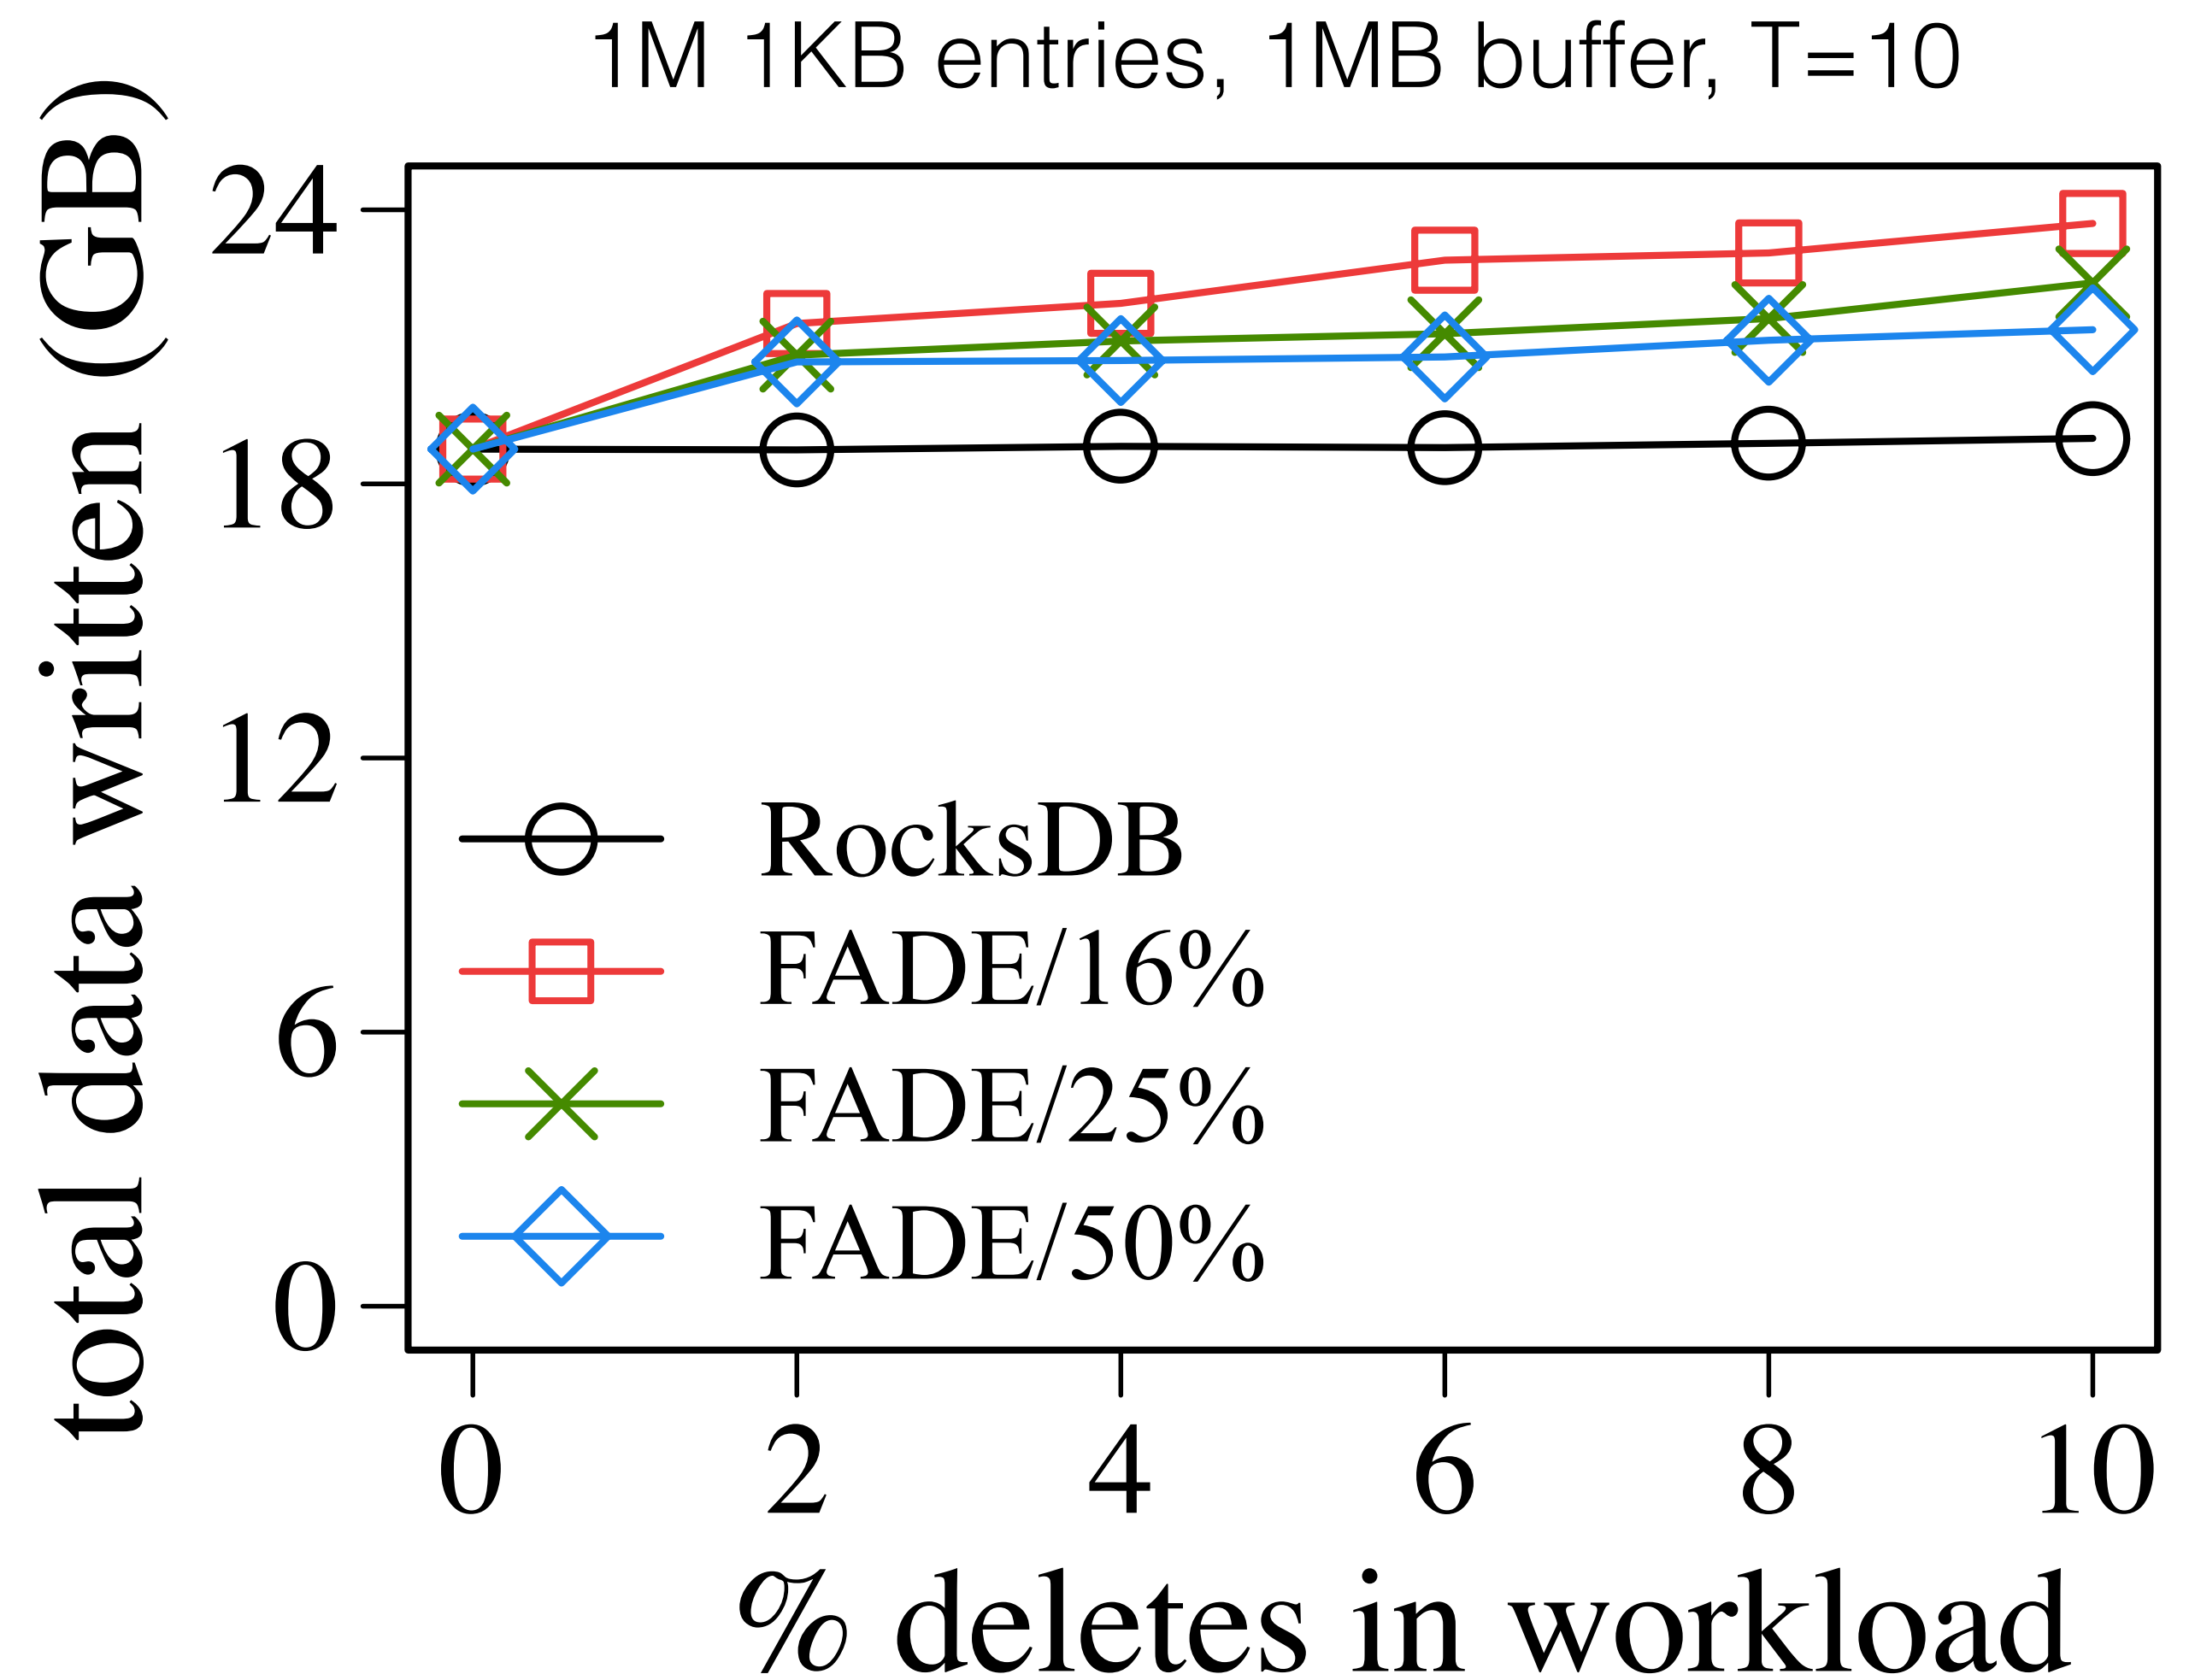 1M 1KB entries, 1MB buffer, T=10
total data written (GB)
24
18
12
6
0
RocksDB
FADE/16%
FADE/25%
FADE/50%
0 2 4 6 8 10
% deletes in workload